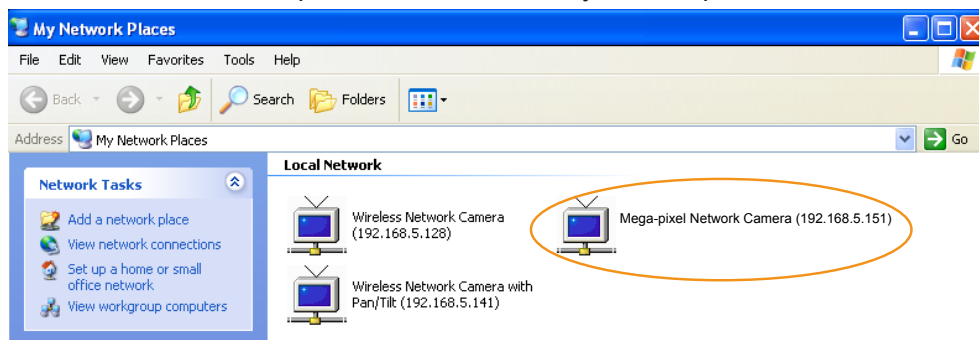 My Network Places
File Edit View Favorites Tools Help
Back Search Folders
Address My Network Places Go
Local Network
Network Tasks
Add a network place
View network connections
Set up a home or small
office network
View workgroup computers
Wireless Network Camera
(192.168.5.128)
Mega-pixel Network Camera (192.168.5.151)
Wireless Network Camera with
Pan/Tilt (192.168.5.141)